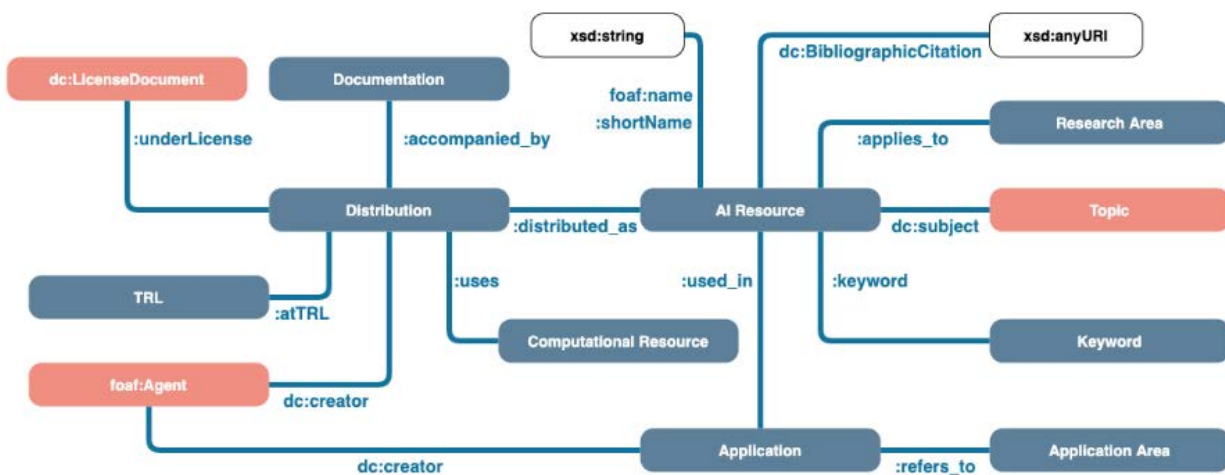 xsd:string
xsd:anyURI
dc:BibliographicCitation
dc:LicenseDocument
Documentation
foaf:name
:shortName
:underLicense
:accompanied_by
:applies_to
Research Area
Distribution
:distributed_as
AI Resource
dc:subject
Topic
:uses
:used_in
:keyword
TRL
:atTRL
Computational Resource
Keyword
foaf:Agent
dc:creator
Application
Application Area
dc:creator
:refers_to